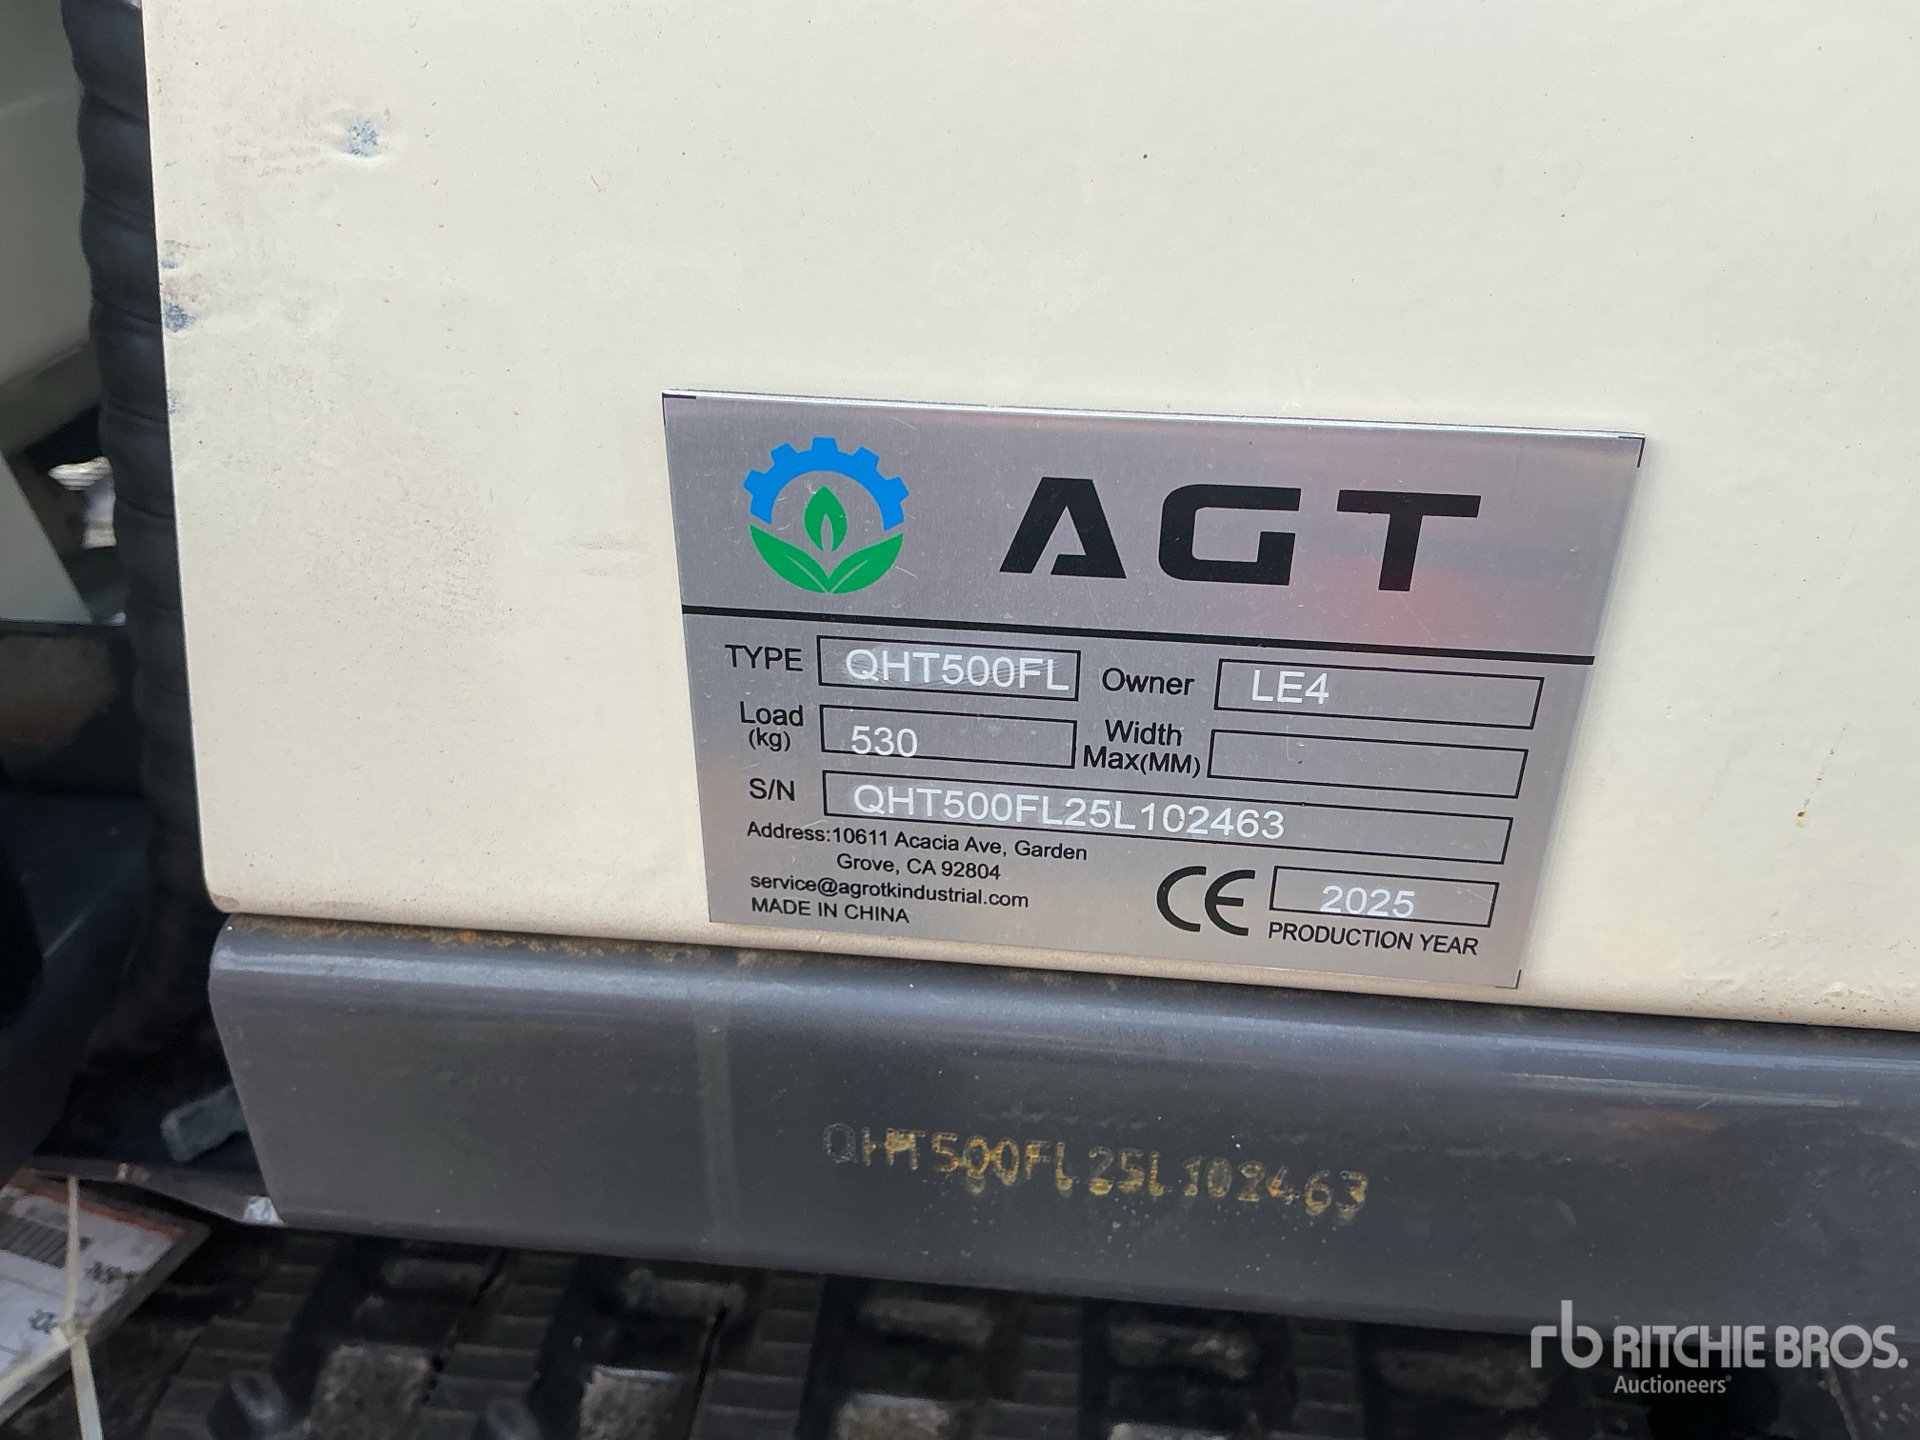 AGT
TYPE QHT500FL Owner LE4
Load (kg) 530 Width Max(MM)
S/N QHT500FL25L102463
Address:10611 Acacia Ave, Garden
Grove, CA 92804
service@agrotkindustrial.com
MADE IN CHINA
CE 2025
PRODUCTION YEAR
QHT500FL25L102463
rb RITCHIE BROS.
Auctioneers